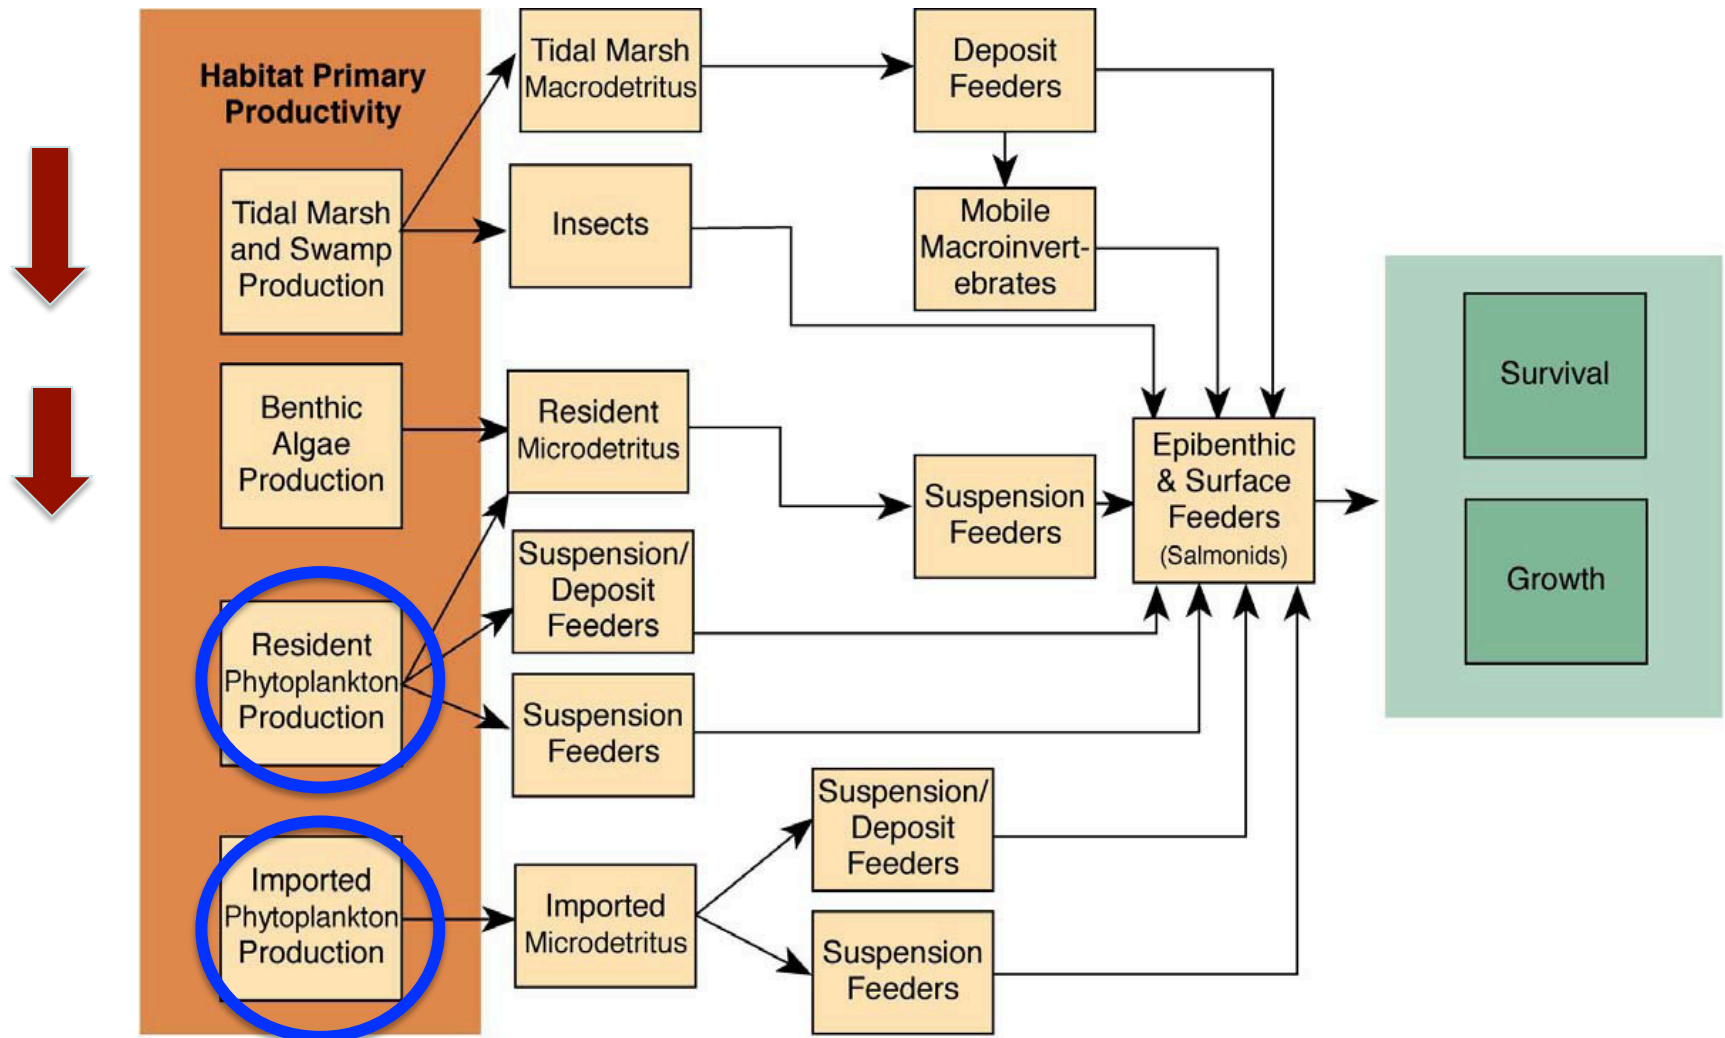 Habitat Primary
Productivity
Tidal Marsh
and Swamp
Production
Benthic
Algae
Production
Resident
Phytoplankton
Production
Imported
Phytoplankton
Production
Tidal Marsh
Macrodetritus
Insects
Resident
Microdetritus
Suspension/
Deposit
Feeders
Suspension
Feeders
Imported
Microdetritus
Suspension/
Deposit
Feeders
Suspension
Feeders
Deposit
Feeders
Mobile
Macroinvert-
ebrates
Suspension
Feeders
Epibenthic
& Surface
Feeders
(Salmonids)
Survival
Growth